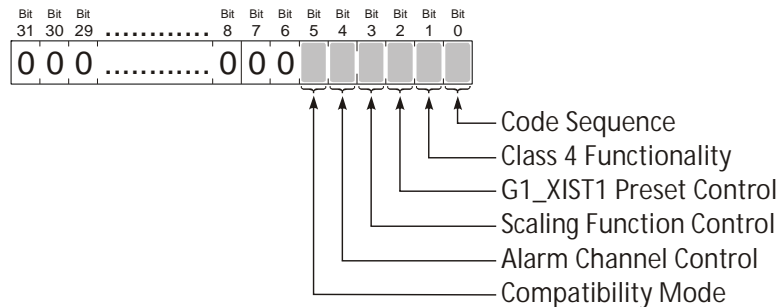 Bit Bit Bit Bit Bit Bit Bit Bit Bit Bit Bit Bit
31 30 29 ............ 8 7 6 5 4 3 2 1 0
0 0 0 ............ 0 0 0
Code Sequence
Class 4 Functionality
G1_XIST1 Preset Control
Scaling Function Control
Alarm Channel Control
Compatibility Mode